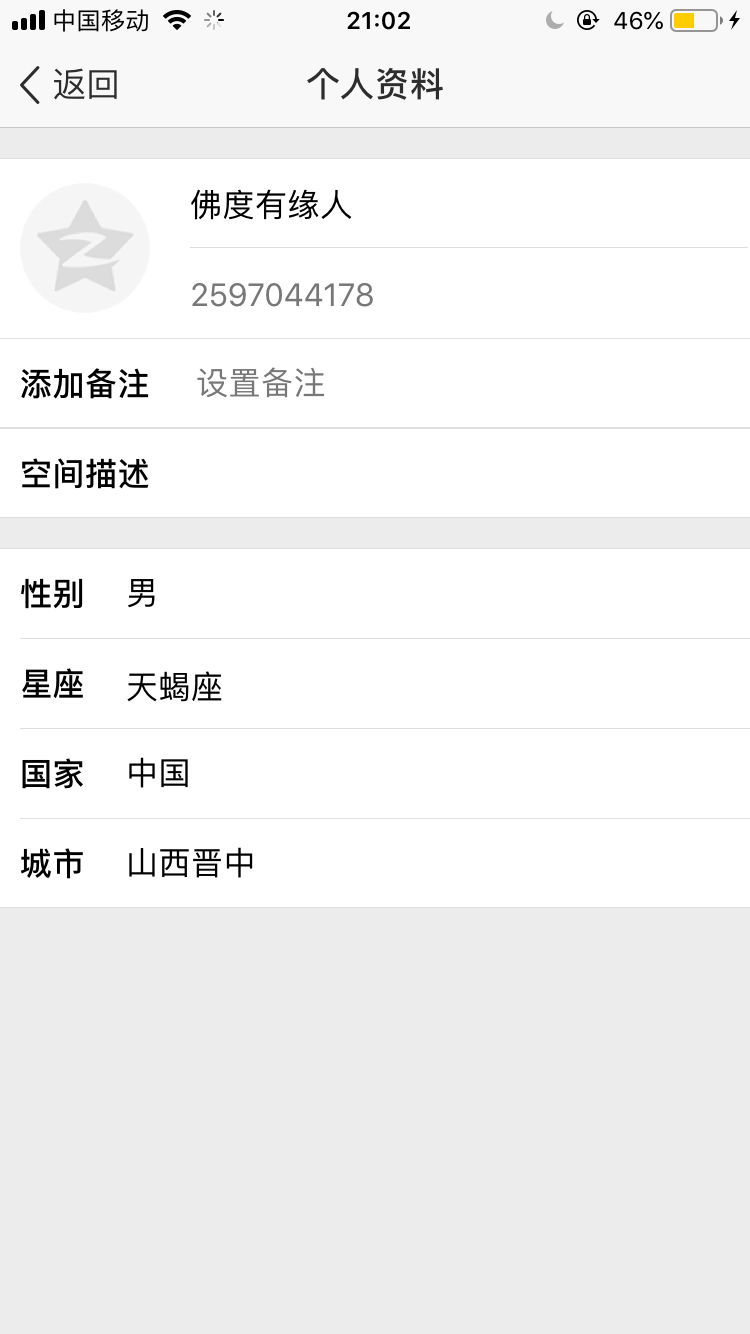 中国移动 21:02 46%
返回 个人资料
佛度有缘人
2597044178
添加备注 设置备注
空间描述
性别 男
星座 天蝎座
国家 中国
城市 山西晋中